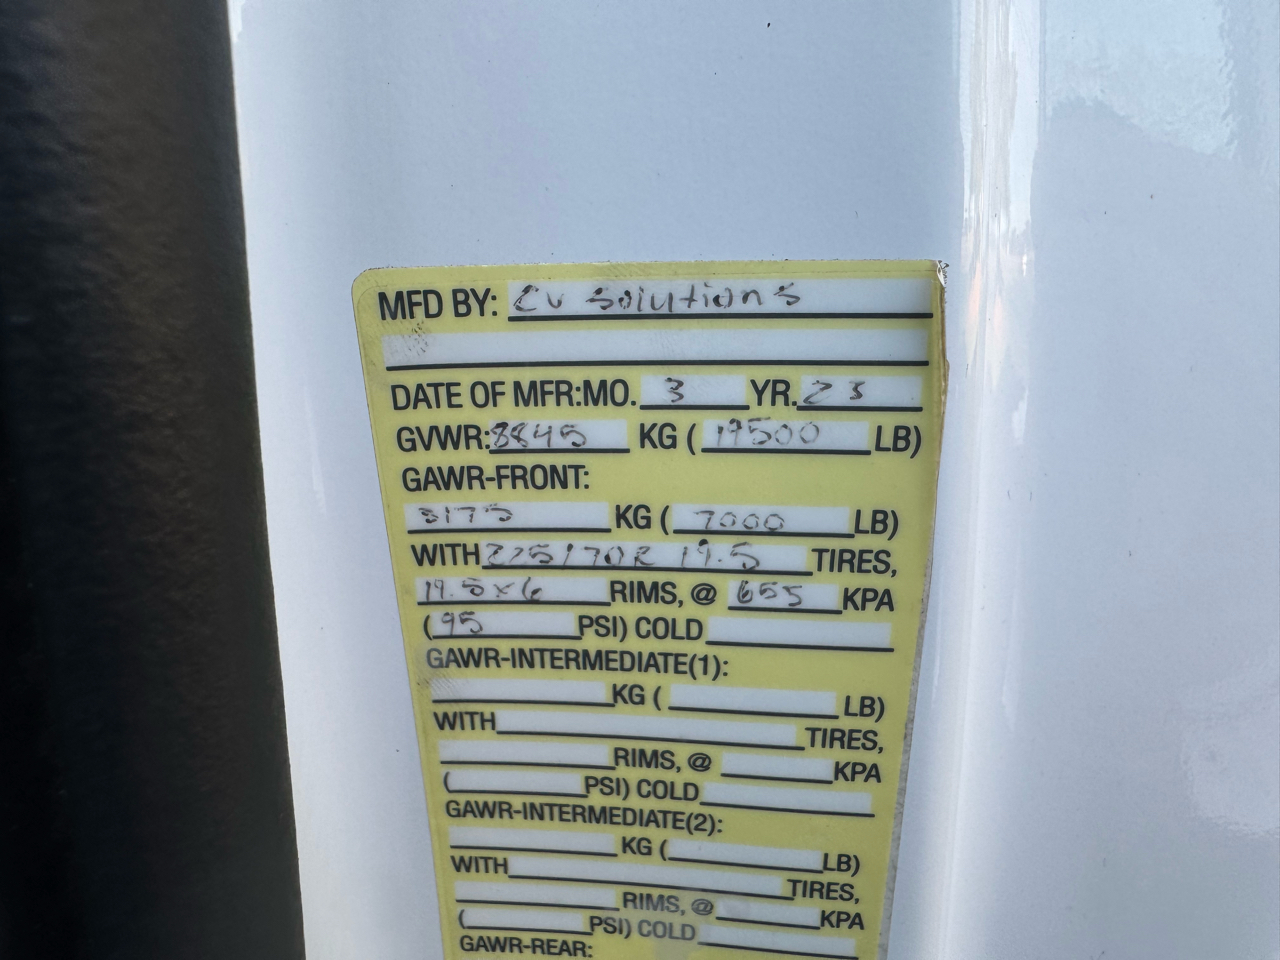 MFD BY: CV Solutions
DATE OF MFR:MO. 3 YR. 23
GVWR: 8845 KG ( 19500 LB)
GAWR-FRONT:
3175 KG ( 7000 LB)
WITH 225/70R 19.5 TIRES,
19.5x6 RIMS, @ 655 KPA
( 95 PSI) COLD
GAWR-INTERMEDIATE(1):
KG ( LB)
WITH TIRES,
RIMS, @ KPA
( PSI) COLD
GAWR-INTERMEDIATE(2):
KG ( LB)
WITH TIRES,
RIMS, @ KPA
( PSI) COLD
GAWR-REAR: